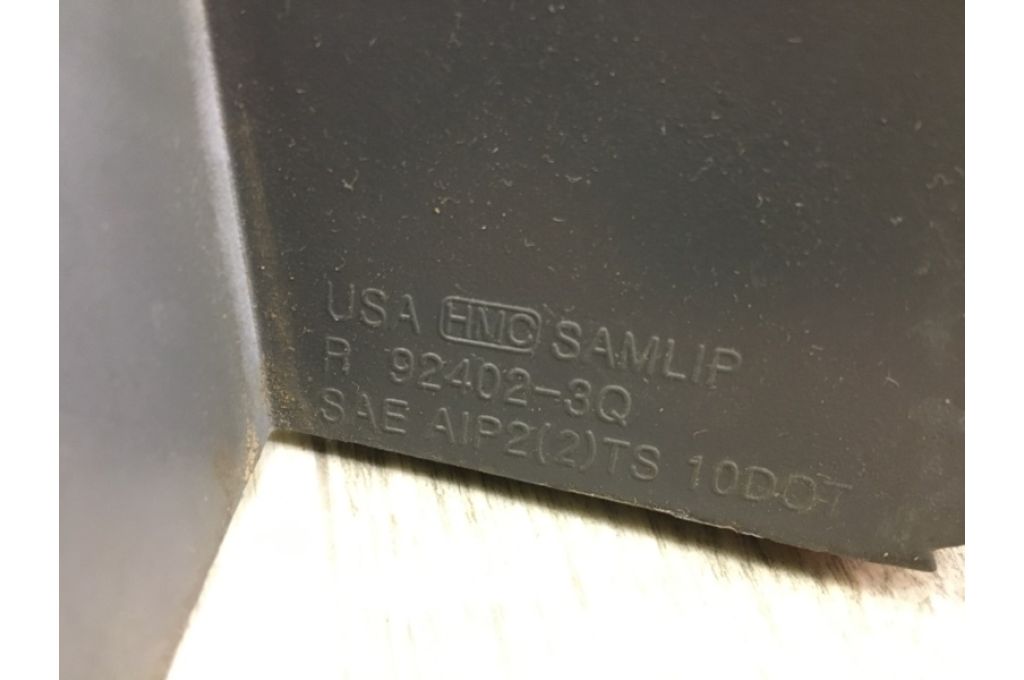 USA HMC SAMLIP
R 92402-3Q
SAE AIP2(2)TS 10DOT